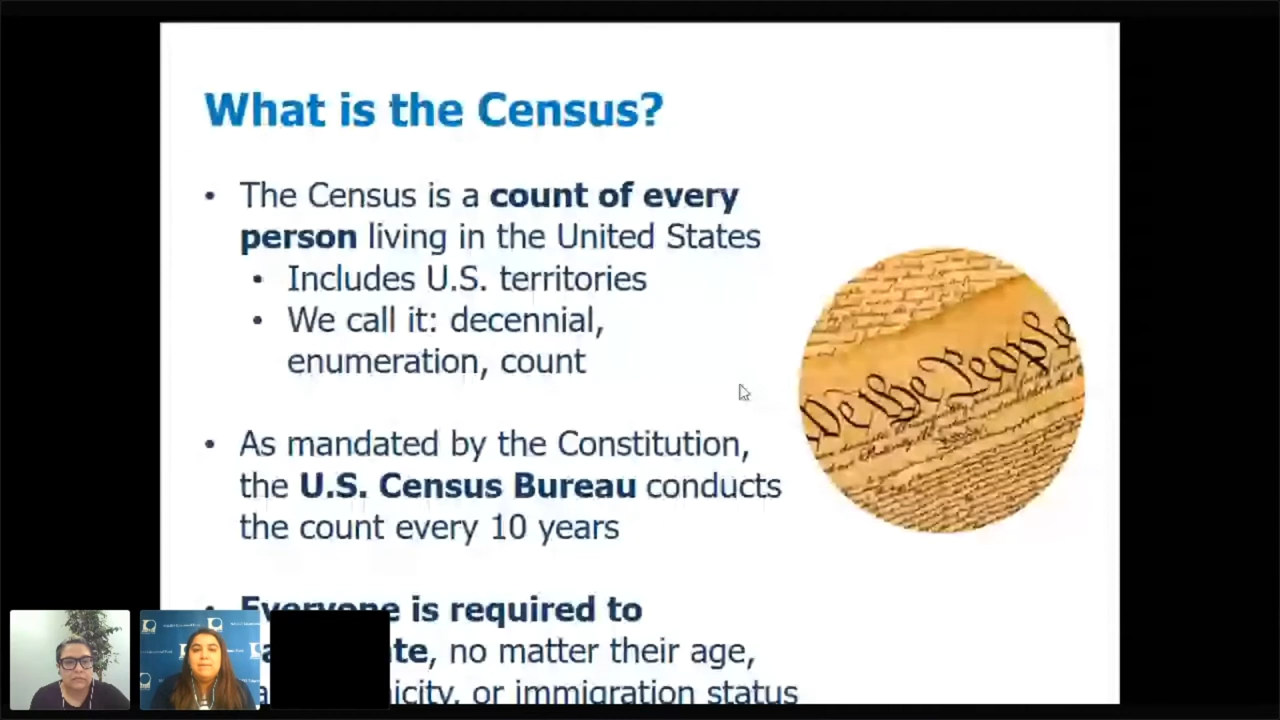 What is the Census?
• The Census is a count of every
person living in the United States
• Includes U.S. territories
• We call it: decennial,
enumeration, count
• As mandated by the Constitution,
the U.S. Census Bureau conducts
the count every 10 years
We the People
• Everyone is required to
no matter their age,
or immigration status